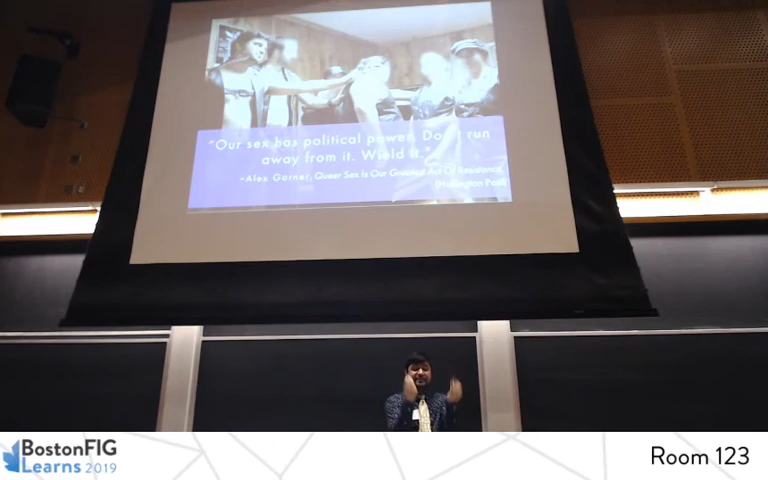 "Our sex has political power. Don't run
away from it. Wield it."
-Alex Garner, Queer Sex Is Our Greatest Act Of Resistance,
(Huffington Post)
BostonFIG
Learns 2019
Room 123